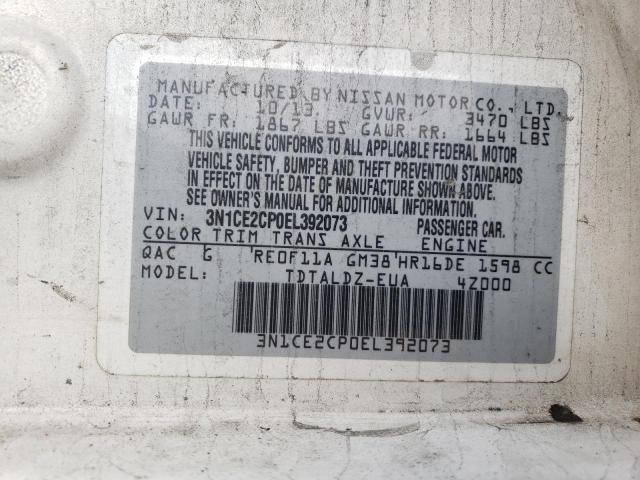 MANUFACTURED BY NISSAN MOTOR CO., LTD.
DATE: 10/13 GVWR: 3470 LBS
GAWR FR: 1867 LBS GAWR RR: 1664 LBS
THIS VEHICLE CONFORMS TO ALL APPLICABLE FEDERAL MOTOR
VEHICLE SAFETY, BUMPER AND THEFT PREVENTION STANDARDS
IN EFFECT ON THE DATE OF MANUFACTURE SHOWN ABOVE.
SEE OWNER'S MANUAL FOR ADDITIONAL INFORMATION.
VIN: 3N1CE2CP0EL392073 PASSENGER CAR.
COLOR TRIM TRANS AXLE ENGINE
QAC G RE0F11A GM38 HR16DE 1598 CC
MODEL: TDTALDZ-EUA 4Z000
3N1CE2CP0EL392073